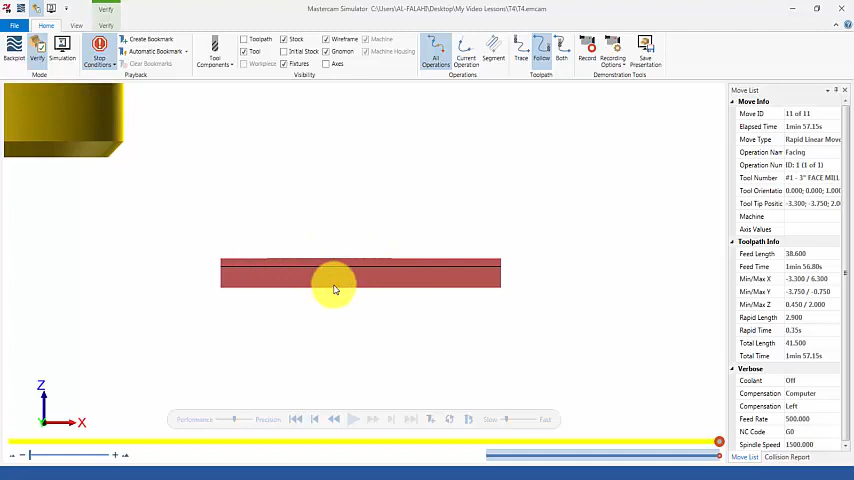 Verify
Mastercam Simulator C:\Users\AL-FALAHI\Desktop\My Video Lessons\T4\T4.emcam
File Home View Verify
Backplot Verify Simulation
Mode
Stop Conditions
Create Bookmark
Automatic Bookmark
Clear Bookmarks
Playback
Tool Components
Toolpath Stock Wireframe Machine
Tool Initial Stock Gnomon Machine Housing
Workpiece Fixtures Axes
Visibility
All Operations Current Operation Segment
Operations
Trace Follow Both
Toolpath
Record Recording Options Save Presentation
Demonstration Tools
Move List
Move Info
Move ID 11 of 11
Elapsed Time 1min 57.15s
Move Type Rapid Linear Move
Operation Nam Facing
Operation Num ID: 1 (1 of 1)
Tool Number #1 - 3" FACE MILL
Tool Orientatio 0.000; 0.000; 1.000
Tool Tip Positic -3.300; -3.750; 2.0
Machine
Axis Values
Toolpath Info
Feed Length 38.600
Feed Time 1min 56.80s
Min/Max X -3.300 / 6.300
Min/Max Y -3.750 / -0.750
Min/Max Z 0.450 / 2.000
Rapid Length 2.900
Rapid Time 0.35s
Total Length 41.500
Total Time 1min 57.15s
Verbose
Coolant Off
Compensation Computer
Compensation Left
Feed Rate 500.000
NC Code G0
Spindle Speed 1500.000
Move List Collision Report
Z
Y
X
Performance Precision Slow Fast